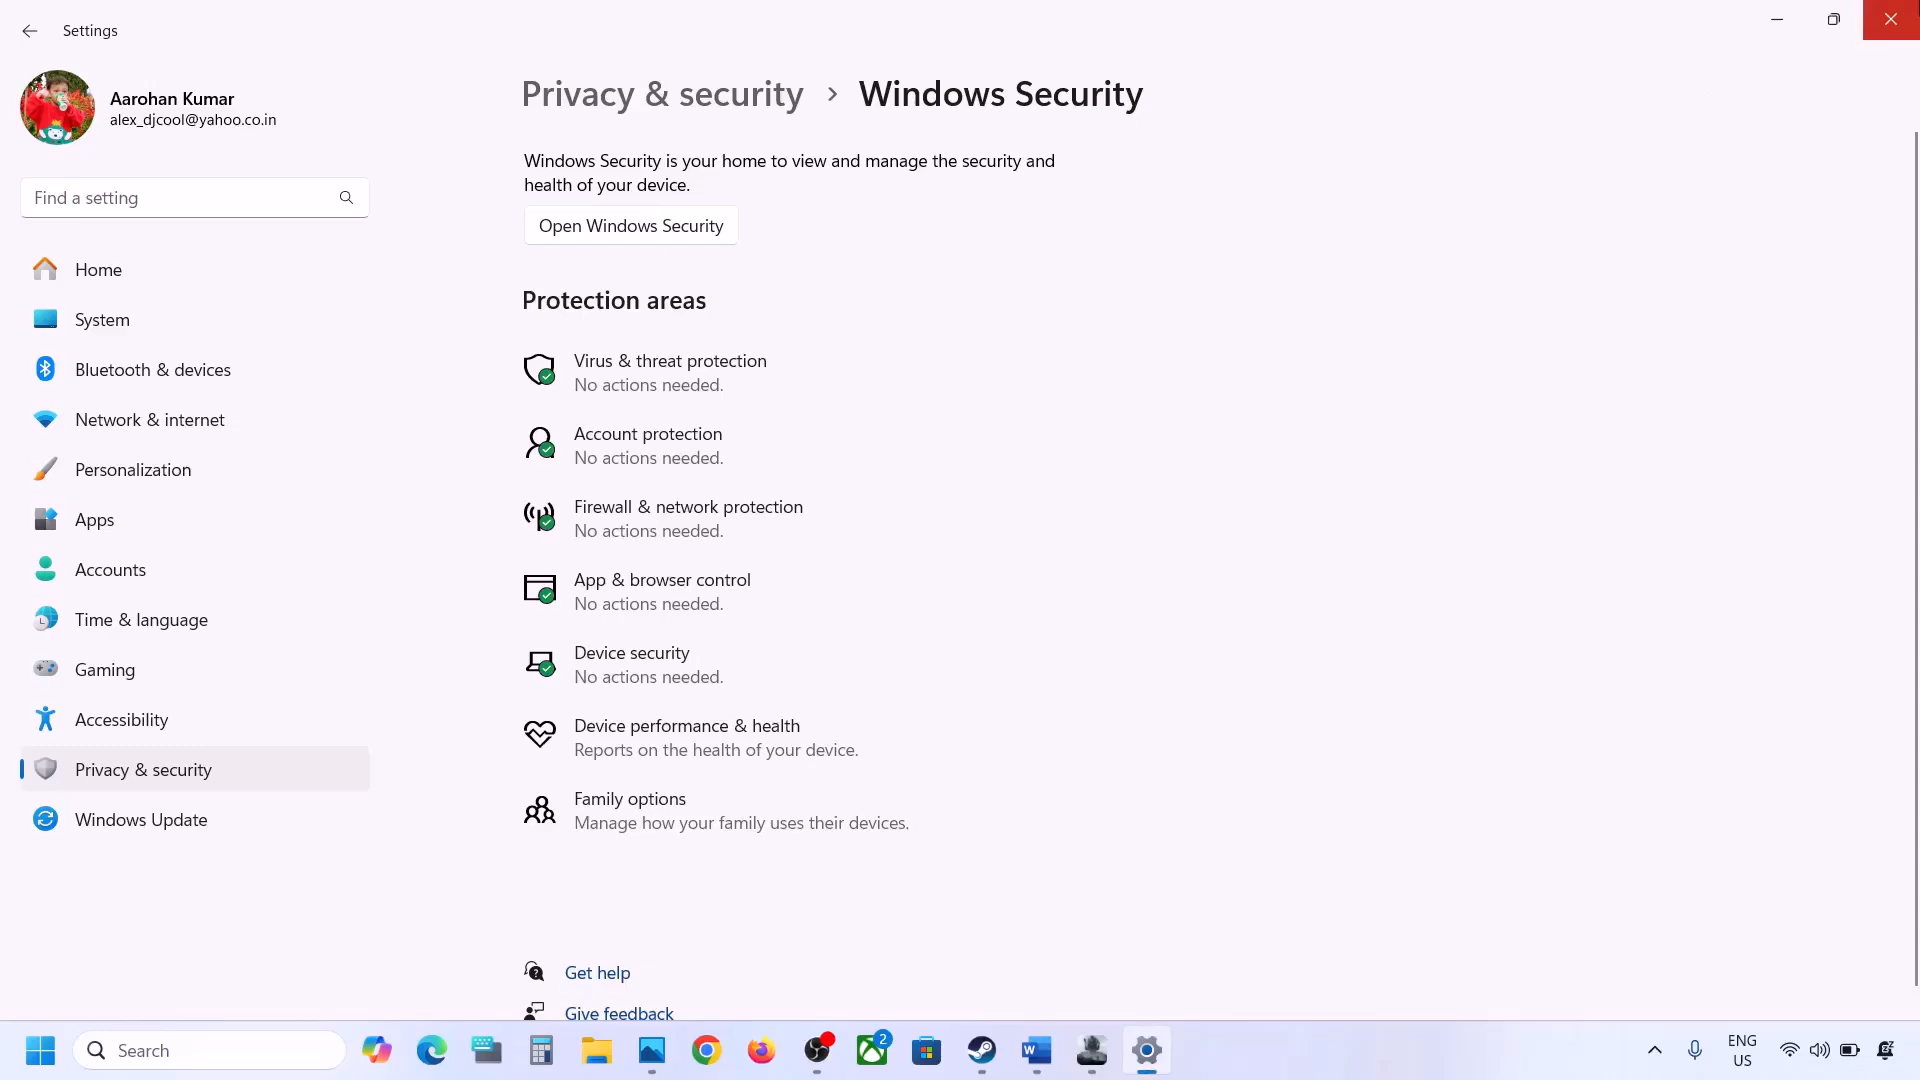 Settings
Aarohan Kumar
alex_djcool@yahoo.co.in
Find a setting
Home
System
Bluetooth & devices
Network & internet
Personalization
Apps
Accounts
Time & language
Gaming
Accessibility
Privacy & security
Windows Update
Privacy & security > Windows Security
Windows Security is your home to view and manage the security and
health of your device.
Open Windows Security
Protection areas
Virus & threat protection
No actions needed.
Account protection
No actions needed.
Firewall & network protection
No actions needed.
App & browser control
No actions needed.
Device security
No actions needed.
Device performance & health
Reports on the health of your device.
Family options
Manage how your family uses their devices.
Get help
Give feedback
Search
2
ENG
US